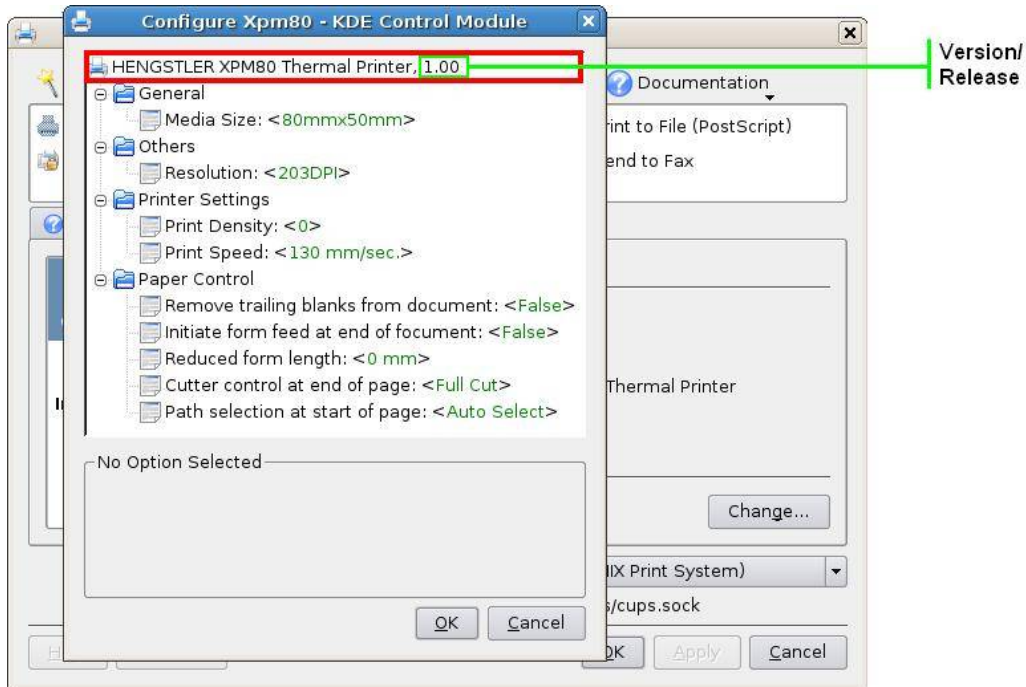 Configure Xpm80 - KDE Control Module
HENGSTLER XPM80 Thermal Printer, 1.00
General
Media Size: <80mmx50mm>
Others
Resolution: <203DPI>
Printer Settings
Print Density: <0>
Print Speed: <130 mm/sec.>
Paper Control
Remove trailing blanks from document: <False>
Initiate form feed at end of focument: <False>
Reduced form length: <0 mm>
Cutter control at end of page: <Full Cut>
Path selection at start of page: <Auto Select>
No Option Selected
OK Cancel
Version/
Release
Documentation
rint to File (PostScript)
end to Fax
Thermal Printer
Change...
IX Print System)
s/cups.sock
OK Apply Cancel